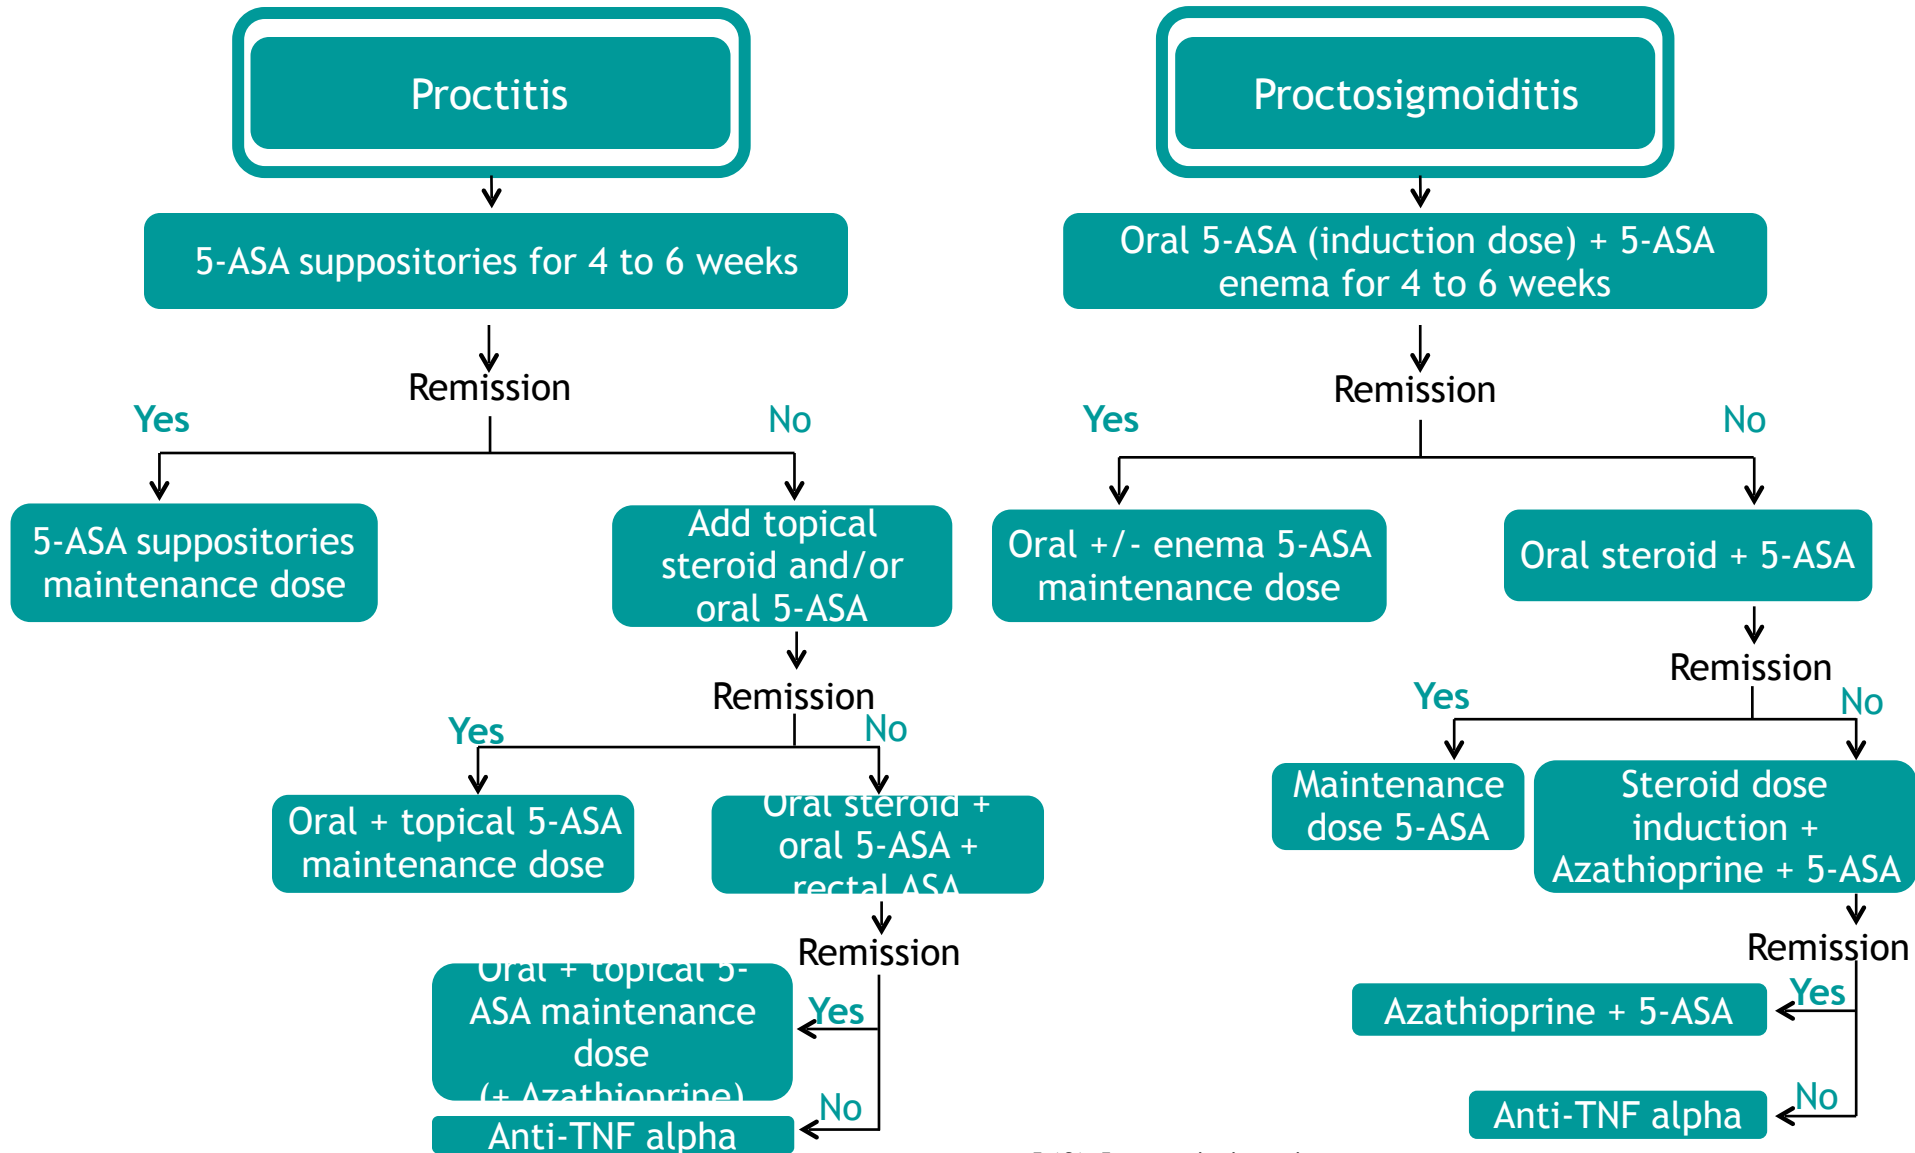 Proctitis
5-ASA suppositories for 4 to 6 weeks
Remission
Yes
No
5-ASA suppositories
maintenance dose
Add topical
steroid and/or
oral 5-ASA
Remission
Yes
No
Oral + topical 5-ASA
maintenance dose
Oral steroid +
oral 5-ASA +
rectal ASA
Remission
Oral + topical 5-
ASA maintenance
dose
(+ Azathioprine)
Yes
No
Anti-TNF alpha
Proctosigmoiditis
Oral 5-ASA (induction dose) + 5-ASA
enema for 4 to 6 weeks
Remission
Yes
No
Oral +/- enema 5-ASA
maintenance dose
Oral steroid + 5-ASA
Remission
Yes
No
Maintenance
dose 5-ASA
Steroid dose
induction +
Azathioprine + 5-ASA
Remission
Yes
Azathioprine + 5-ASA
No
Anti-TNF alpha